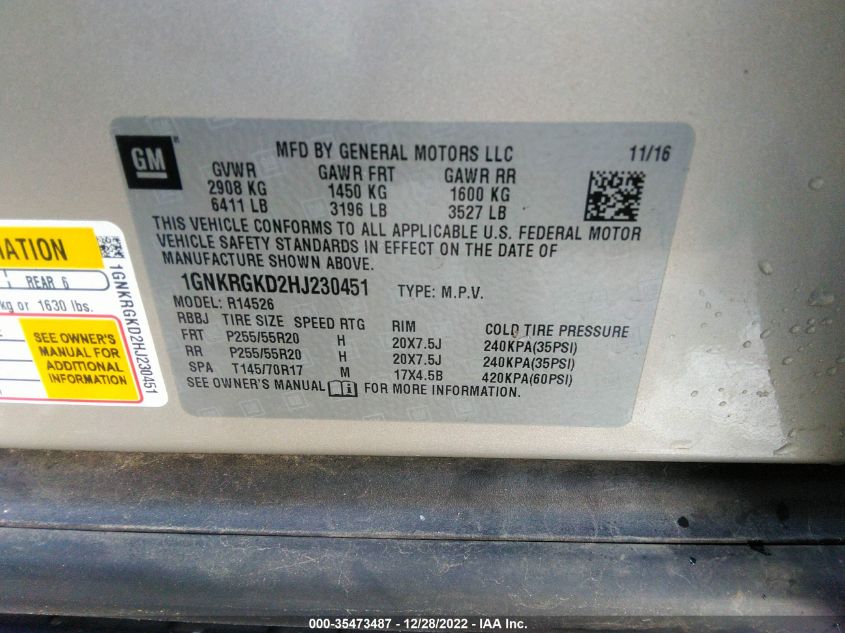 GM
MFD BY GENERAL MOTORS LLC 11/16
GVWR GAWR FRT GAWR RR
2908 KG 1450 KG 1600 KG
6411 LB 3196 LB 3527 LB
THIS VEHICLE CONFORMS TO ALL APPLICABLE U.S. FEDERAL MOTOR
VEHICLE SAFETY STANDARDS IN EFFECT ON THE DATE OF
MANUFACTURE SHOWN ABOVE.
1GNKRGKD2HJ230451 TYPE: M.P.V.
MODEL: R14526
RBBJ TIRE SIZE SPEED RTG RIM COLD TIRE PRESSURE
FRT P255/55R20 H 20X7.5J 240KPA(35PSI)
RR P255/55R20 H 20X7.5J 240KPA(35PSI)
SPA T145/70R17 M 17X4.5B 420KPA(60PSI)
SEE OWNER'S MANUAL FOR MORE INFORMATION.
REAR 6
kg or 1630 lbs.
SEE OWNER'S
MANUAL FOR
ADDITIONAL
INFORMATION
1GNKRGKD2HJ230451
000-35473487 - 12/28/2022 - IAA Inc.